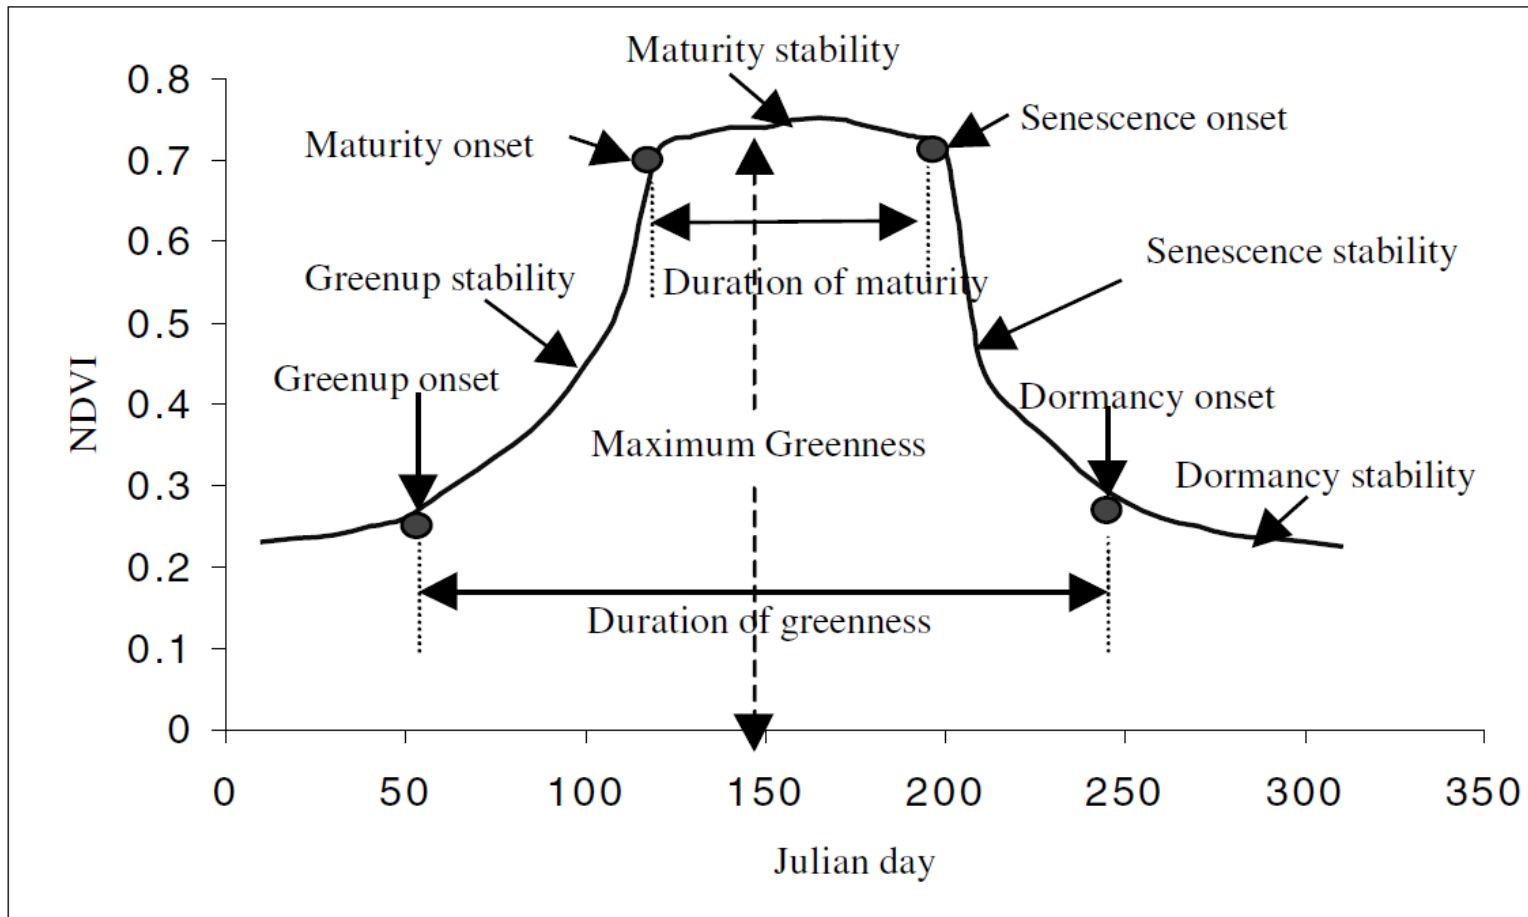 Maturity stability
0.8
Senescence onset
Maturity onset
0.7
0.6
Senescence stability
Greenup stability
Duration of maturity
0.5
NDVI
Greenup onset
0.4
Dormancy onset
Maximum Greenness
0.3
Dormancy stability
0.2
Duration of greenness
0.1
0
0 50 100 150 200 250 300 350
Julian day